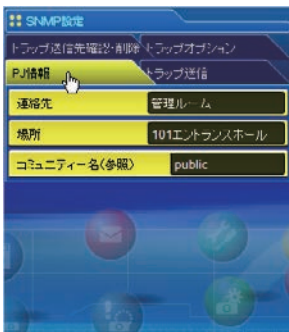 SNMP設定
トラップ送信先確認・削除 トラップオプション
PJ情報 トラップ送信
連絡先 管理ルーム
場所 101エントランスホール
コミュニティー名(参照) public